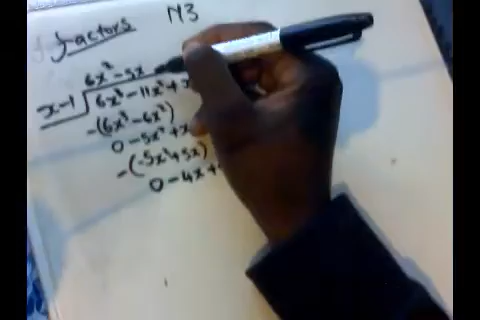 Factors N3
6x² - 5x
x-1 6x³ - 11x² + x
-(6x³ - 6x²)
0 - 5x² + x
-(-5x² + 5x)
0 - 4x +